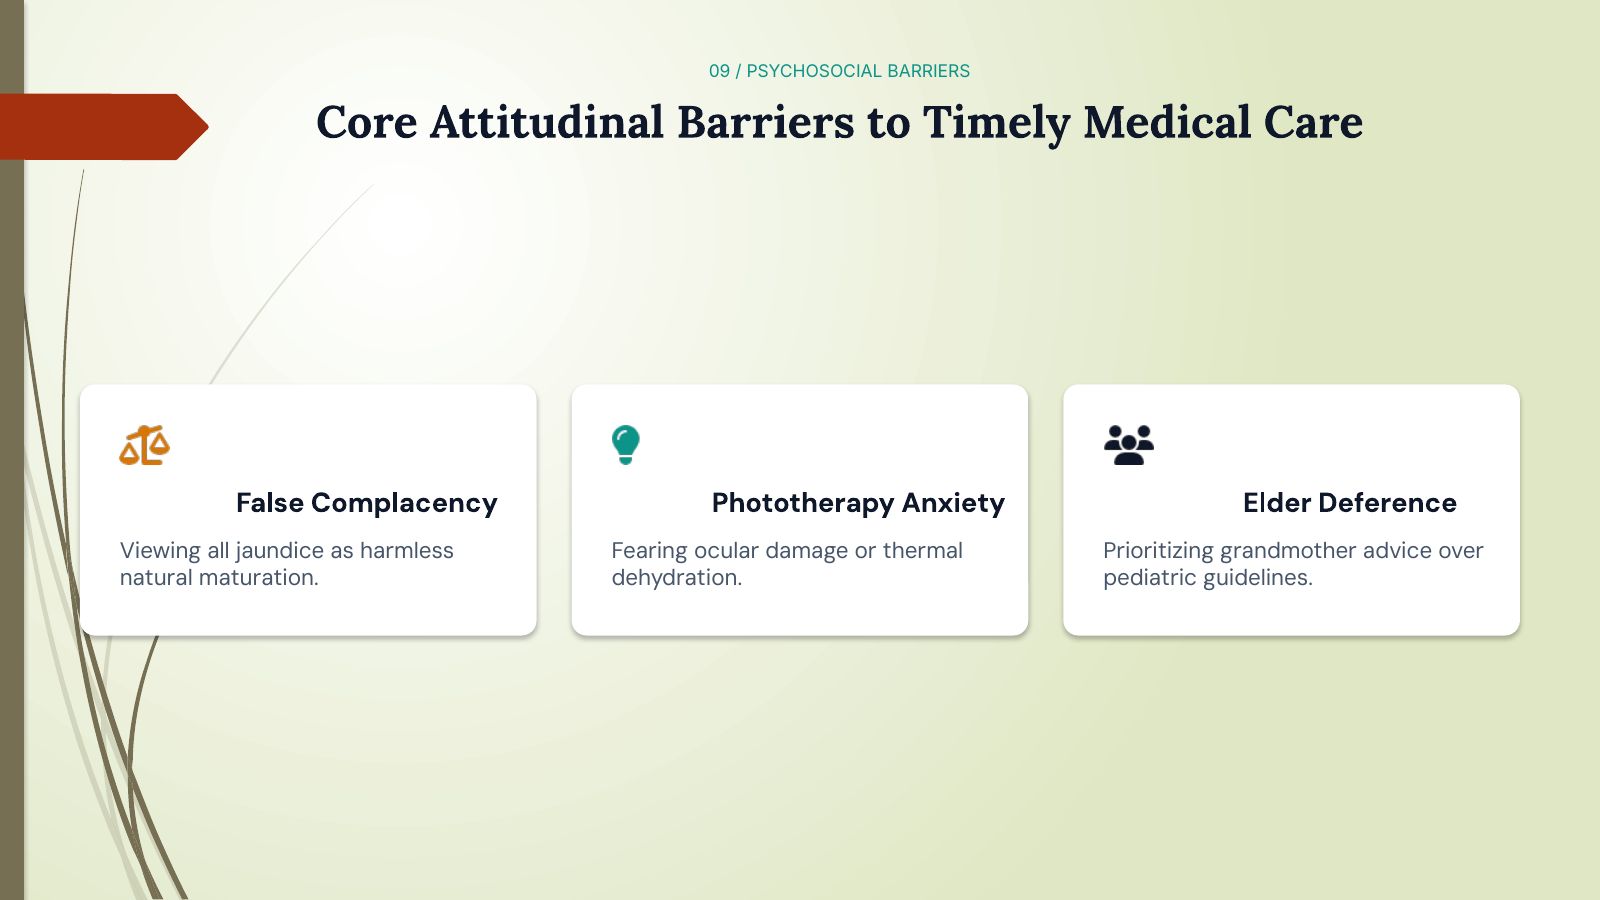 09 / PSYCHOSOCIAL BARRIERS
Core Attitudinal Barriers to Timely Medical Care
False Complacency
Viewing all jaundice as harmless
natural maturation.
Phototherapy Anxiety
Fearing ocular damage or thermal
dehydration.
Elder Deference
Prioritizing grandmother advice over
pediatric guidelines.